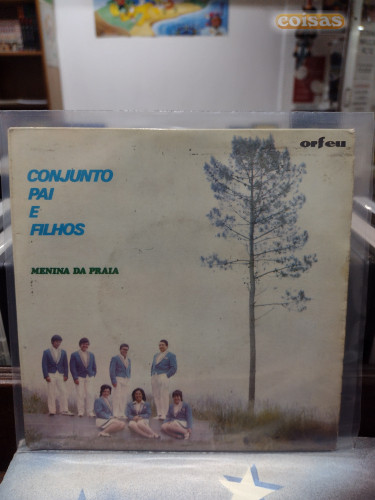 coisas
orfeu
CONJUNTO
PAI
E
FILHOS
MENINA DA PRAIA